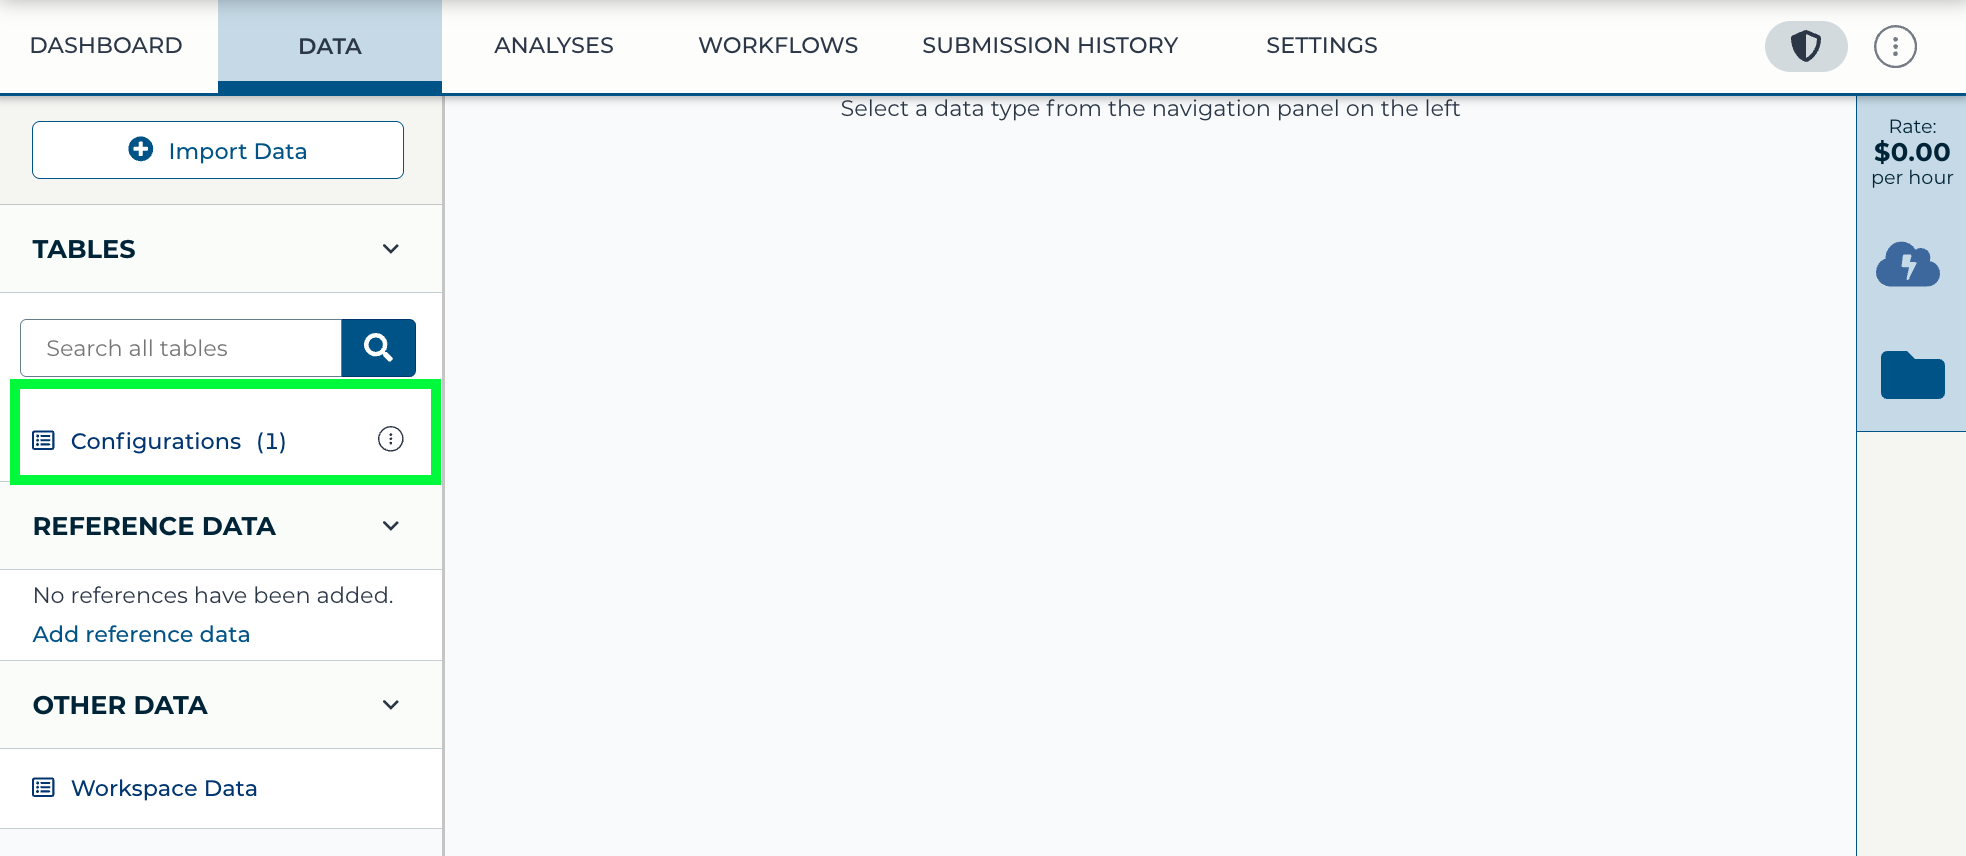 DASHBOARD
DATA
ANALYSES
WORKFLOWS
SUBMISSION HISTORY
SETTINGS
Import Data
Select a data type from the navigation panel on the left
Rate:
$0.00
per hour
TABLES
Search all tables
Configurations (1)
REFERENCE DATA
No references have been added.
Add reference data
OTHER DATA
Workspace Data